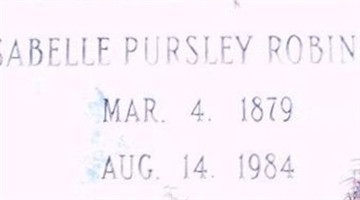 SABELLE PURSLEY ROBIN
MAR. 4. 1879
AUG. 14. 1984